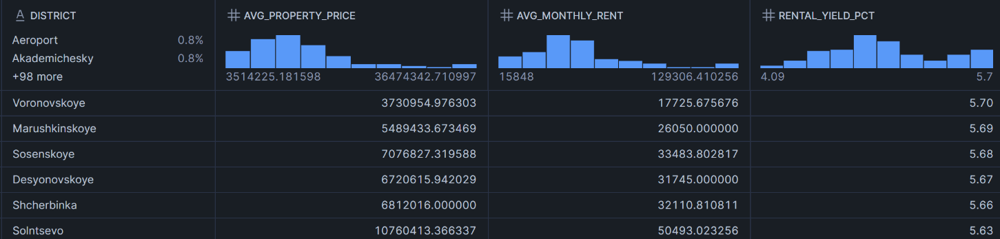 A DISTRICT # AVG_PROPERTY_PRICE # AVG_MONTHLY_RENT # RENTAL_YIELD_PCT
Aeroport 0.8%
Akademichesky 0.8%
+98 more 3514225.181598 36474342.710997 15848 129306.410256 4.09 5.7
Voronovskoye 3730954.976303 17725.675676 5.70
Marushkinskoye 5489433.673469 26050.000000 5.69
Sosenskoye 7076827.319588 33483.802817 5.68
Desyonovskoye 6720615.942029 31745.000000 5.67
Shcherbinka 6812016.000000 32110.810811 5.66
Solntsevo 10760413.366337 50493.023256 5.63